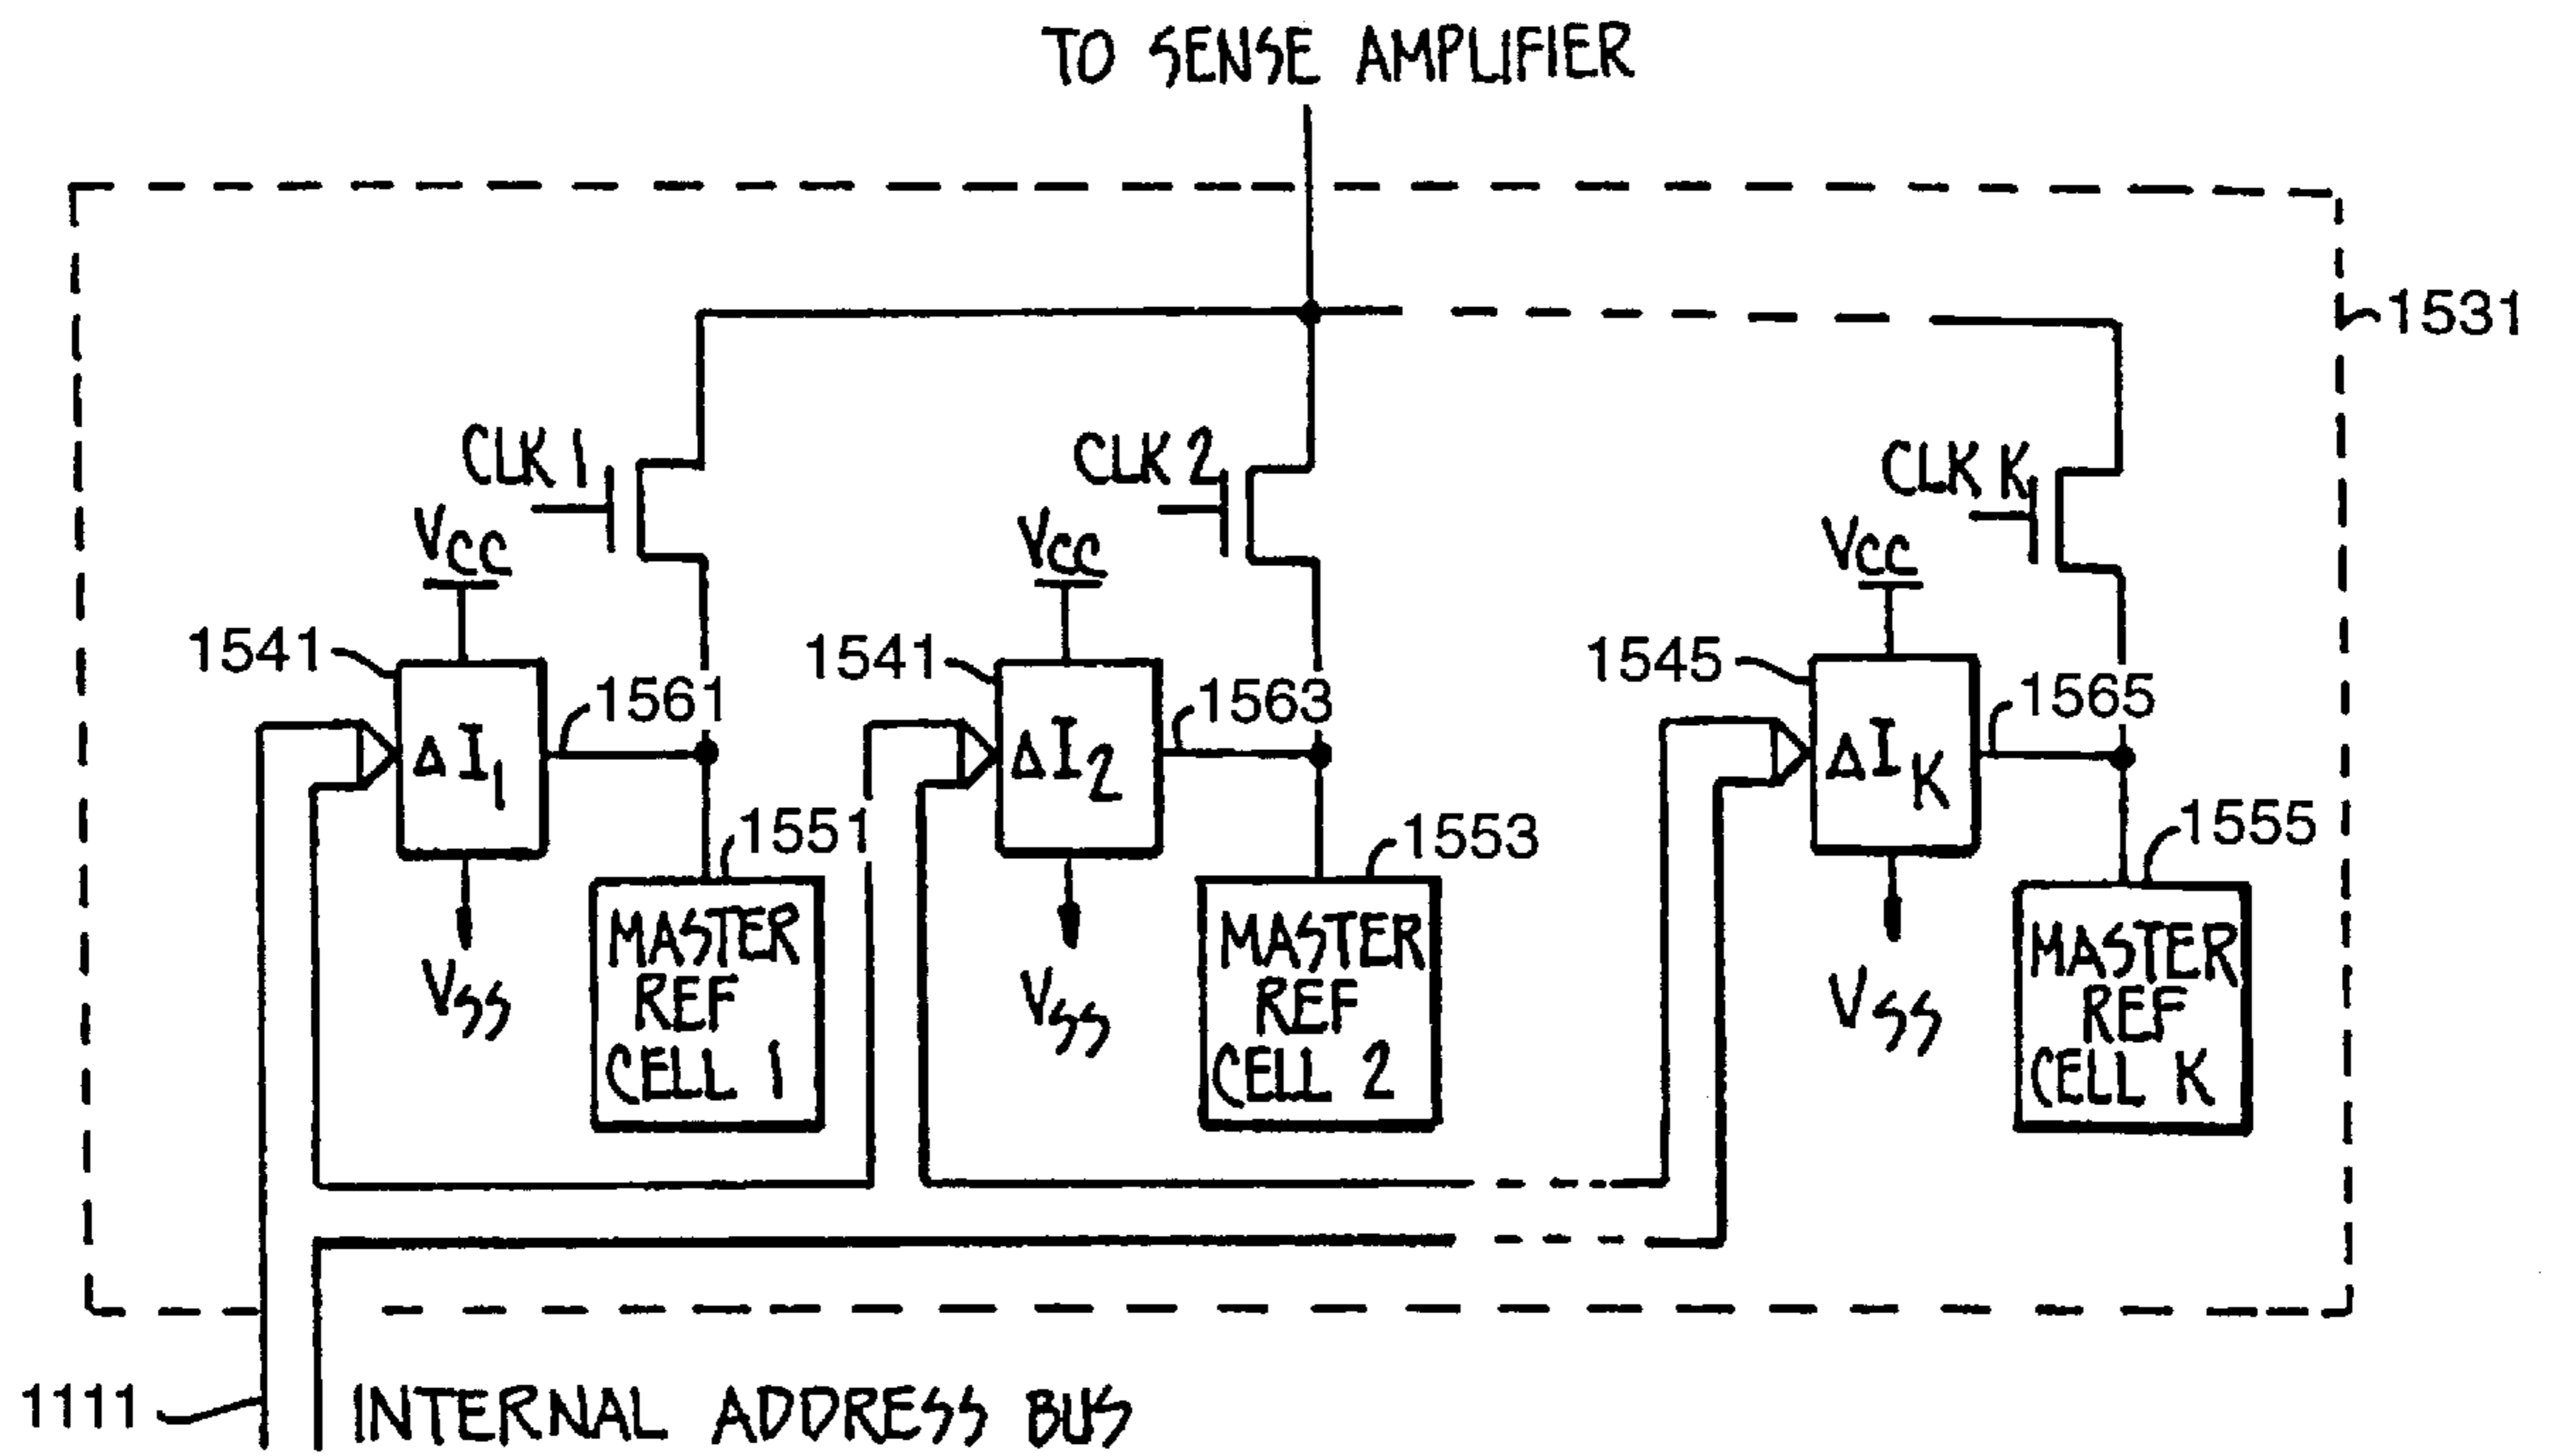 TO SENSE AMPLIFIER
1531
CLK 1
CLK 2
CLK K
VCC
VCC
VCC
1541
1541
1545
1561
1563
1565
ΔI1
ΔI2
ΔIK
1551
1553
1555
MASTER
REF
CELL 1
MASTER
REF
CELL 2
MASTER
REF
CELL K
VSS
VSS
VSS
1111
INTERNAL ADDRESS BUS